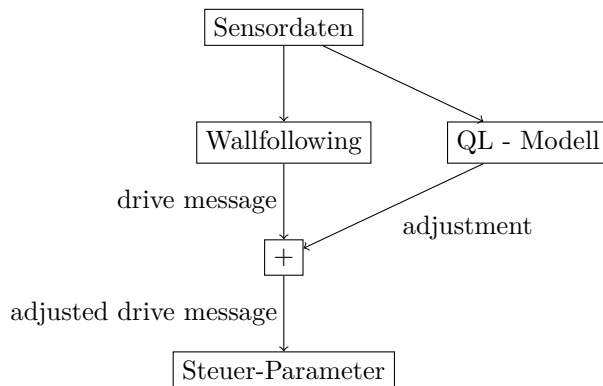 Sensordaten
Wallfollowing
QL - Modell
drive message
adjustment
+
adjusted drive message
Steuer-Parameter